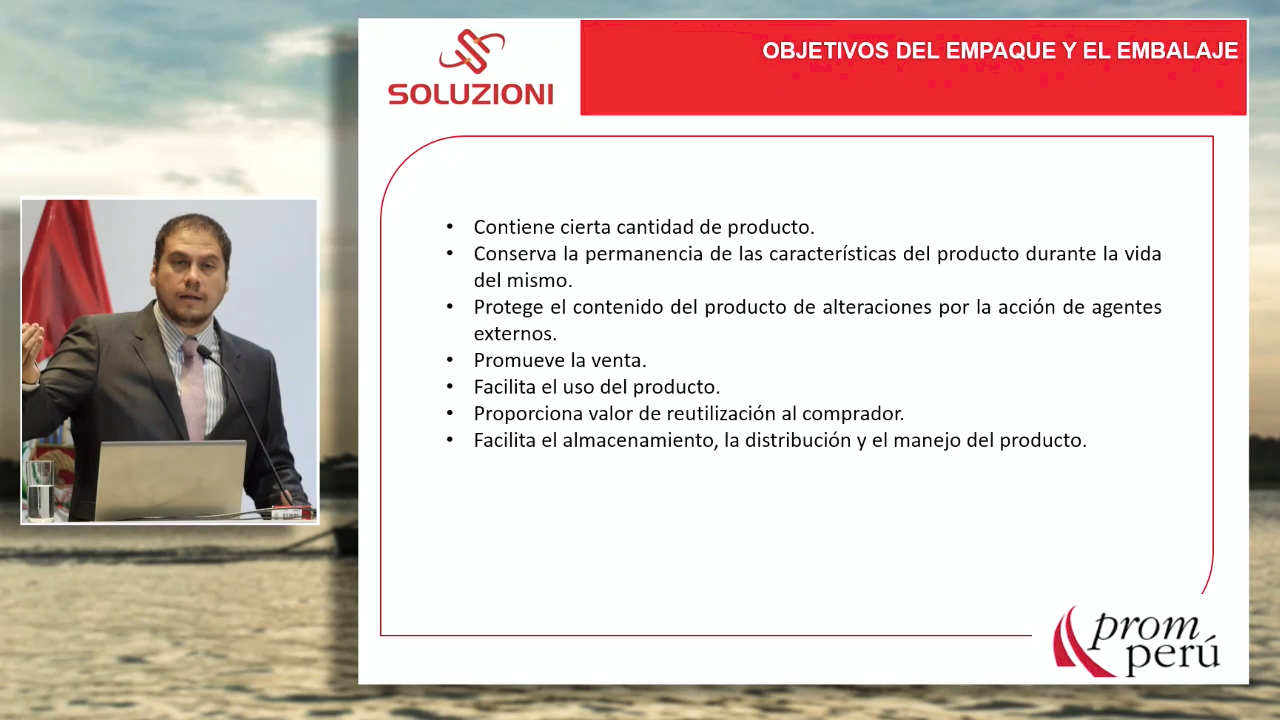 SOLUZIONI
OBJETIVOS DEL EMPAQUE Y EL EMBALAJE
• Contiene cierta cantidad de producto.
• Conserva la permanencia de las características del producto durante la vida
del mismo.
• Protege el contenido del producto de alteraciones por la acción de agentes
externos.
• Promueve la venta.
• Facilita el uso del producto.
• Proporciona valor de reutilización al comprador.
• Facilita el almacenamiento, la distribución y el manejo del producto.
prom
perú